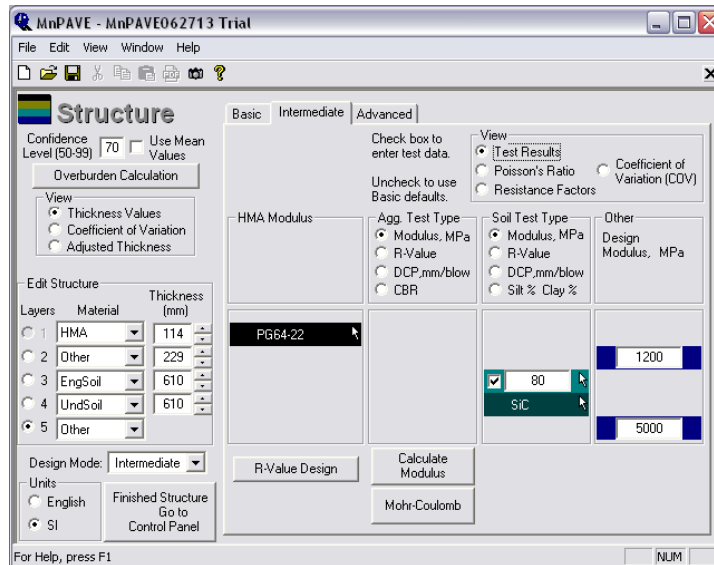 MnPAVE - MnPAVE062713 Trial
File Edit View Window Help
Structure
Confidence Level (50-99) 70 Use Mean Values
Overburden Calculation
View
Thickness Values
Coefficient of Variation
Adjusted Thickness
Edit Structure
Layers Material Thickness (mm)
1 HMA 114
2 Other 229
3 EngSoil 610
4 UndSoil 610
5 Other
Design Mode: Intermediate
Units
English
SI
Finished Structure
Go to
Control Panel
Basic Intermediate Advanced
Check box to
enter test data.
Uncheck to use
Basic defaults.
View
Test Results
Poisson's Ratio
Resistance Factors
Coefficient of
Variation (COV)
HMA Modulus
Agg. Test Type
Modulus, MPa
R-Value
DCP,mm/blow
CBR
Soil Test Type
Modulus, MPa
R-Value
DCP,mm/blow
Silt % Clay %
Other
Design
Modulus, MPa
PG64-22
80
SiC
1200
5000
R-Value Design
Calculate
Modulus
Mohr-Coulomb
For Help, press F1
NUM